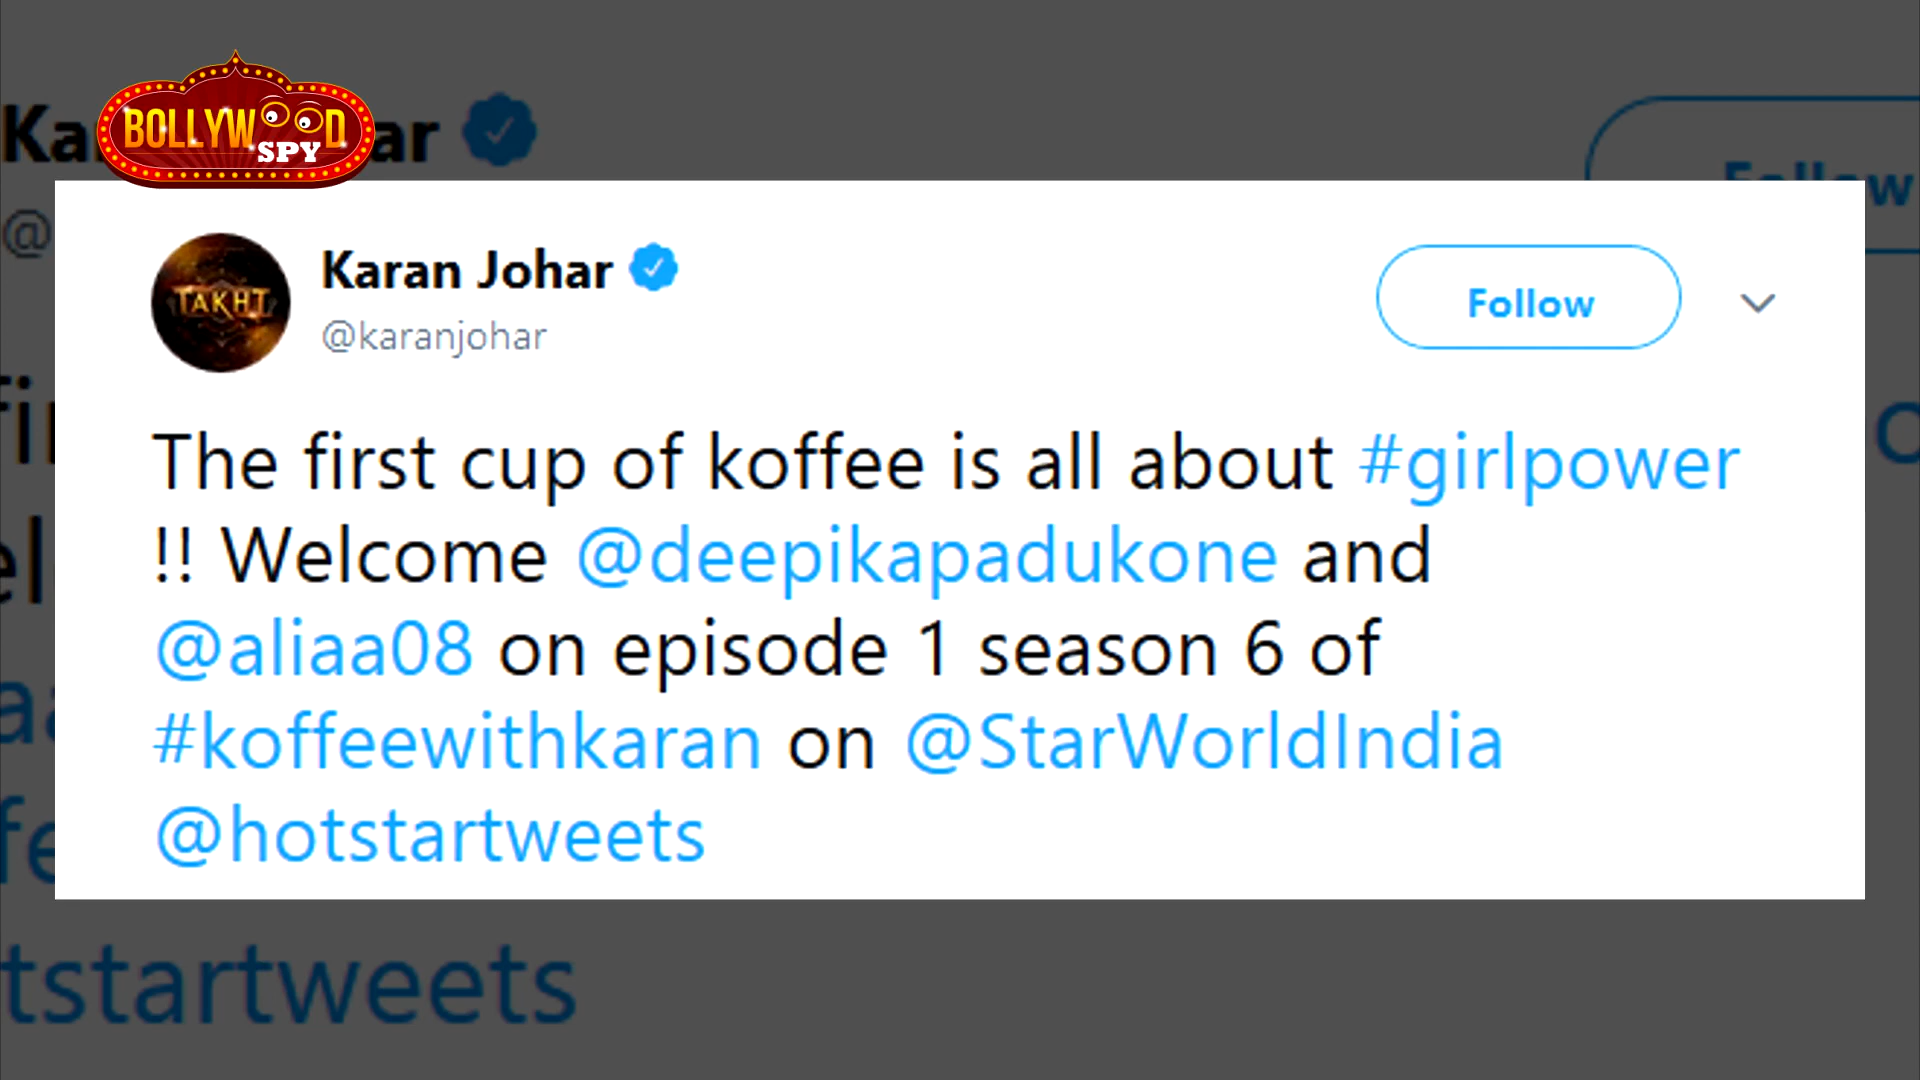 BOLLYWOOD
SPY
Karan Johar
@karanjohar
TAKHT
Follow
The first cup of koffee is all about #girlpower
!! Welcome @deepikapadukone and
@aliaa08 on episode 1 season 6 of
#koffeewithkaran on @StarWorldIndia
@hotstartweets
tstartweets